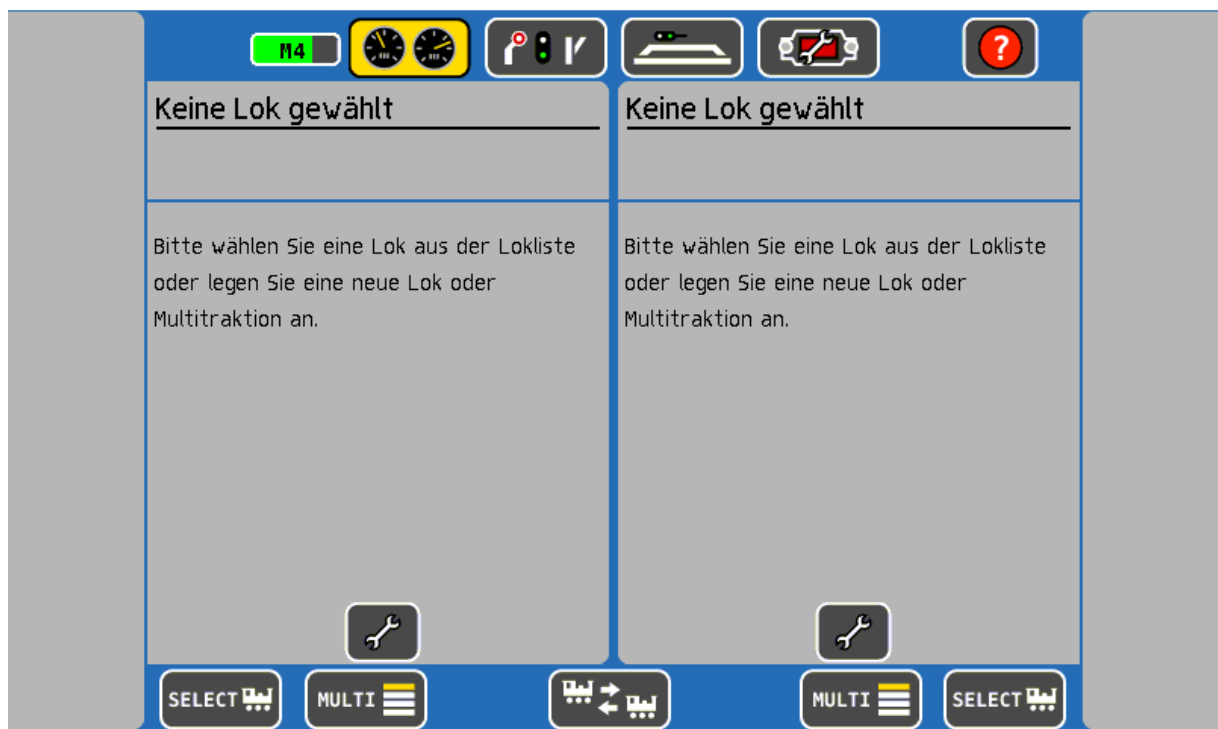 M4
?
Keine Lok gewählt
Bitte wählen Sie eine Lok aus der Lokliste
oder legen Sie eine neue Lok oder
Multitraktion an.
Keine Lok gewählt
Bitte wählen Sie eine Lok aus der Lokliste
oder legen Sie eine neue Lok oder
Multitraktion an.
SELECT
MULTI
MULTI
SELECT